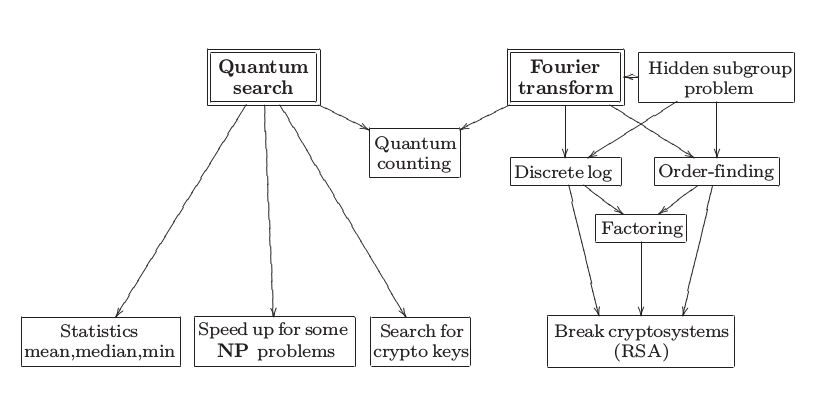 Quantum
search
Fourier
transform
Hidden subgroup
problem
Quantum
counting
Discrete log
Order-finding
Factoring
Statistics
mean,median,min
Speed up for some
NP problems
Search for
crypto keys
Break cryptosystems
(RSA)